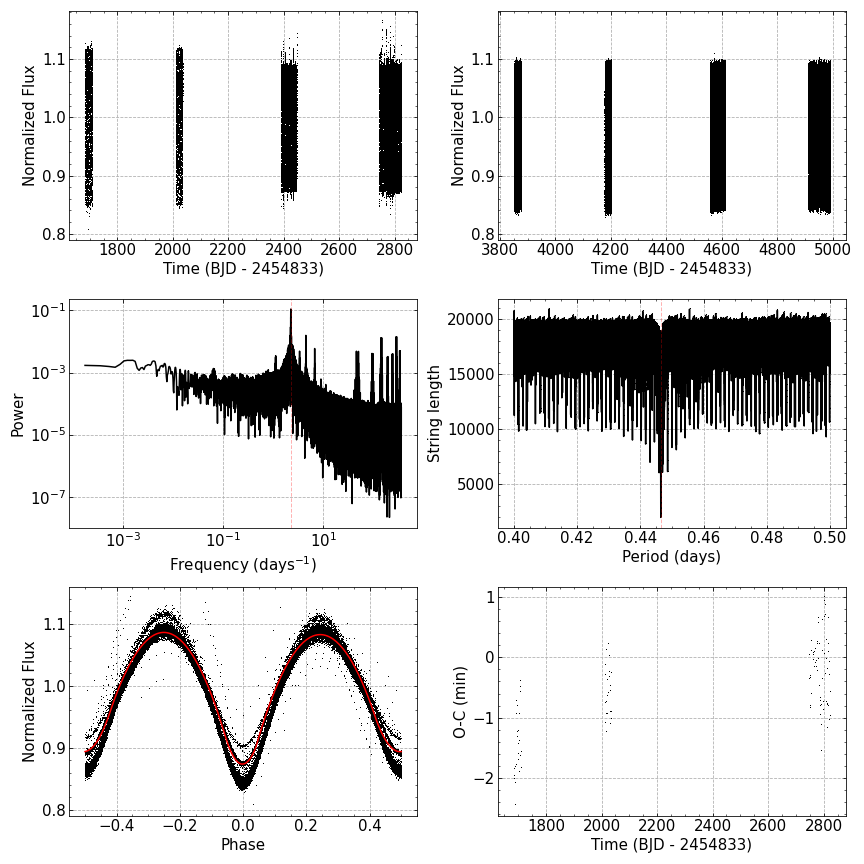 1.1
1.0
0.9
0.8
Normalized Flux
1800 2000 2200 2400 2600 2800
Time (BJD - 2454833)
1.1
1.0
0.9
0.8
Normalized Flux
3800 4000 4200 4400 4600 4800 5000
Time (BJD - 2454833)
10⁻¹
10⁻³
10⁻⁵
10⁻⁷
Power
10⁻³ 10⁻¹ 10¹
Frequency (days⁻¹)
20000
15000
10000
5000
String length
0.40 0.42 0.44 0.46 0.48 0.50
Period (days)
1.1
1.0
0.9
0.8
Normalized Flux
−0.4 −0.2 0.0 0.2 0.4
Phase
1
0
−1
−2
O-C (min)
1800 2000 2200 2400 2600 2800
Time (BJD - 2454833)